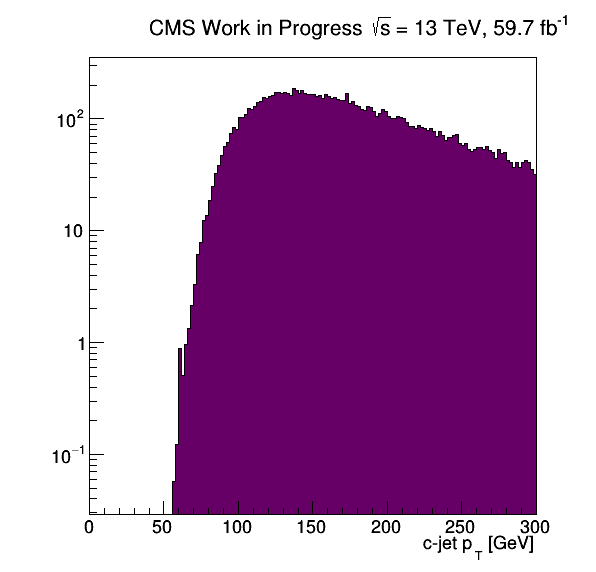 CMS Work in Progress √s = 13 TeV, 59.7 fb⁻¹
10²
10
1
10⁻¹
0 50 100 150 200 250 300
c-jet p_T [GeV]